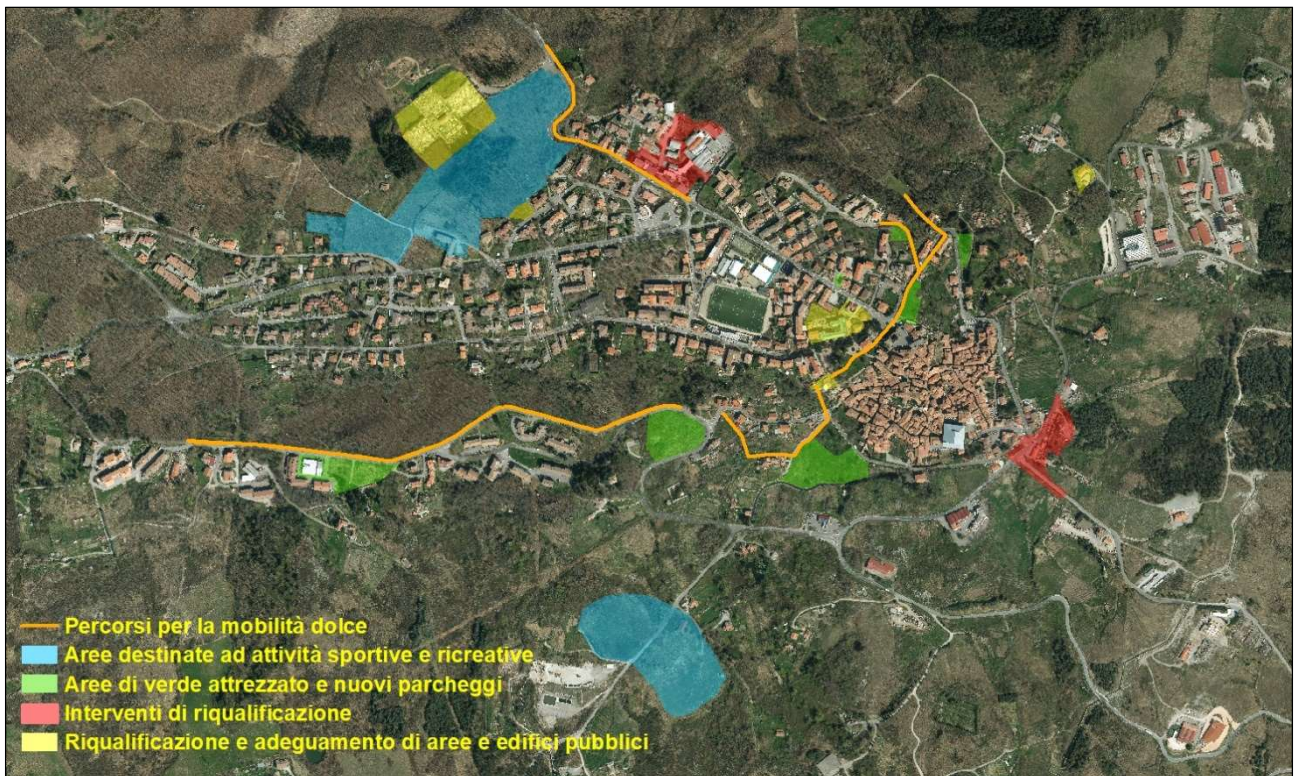 Percorsi per la mobilità dolce
Aree destinate ad attività sportive e ricreative
Aree di verde attrezzato e nuovi parcheggi
Interventi di riqualificazione
Riqualificazione e adeguamento di aree e edifici pubblici